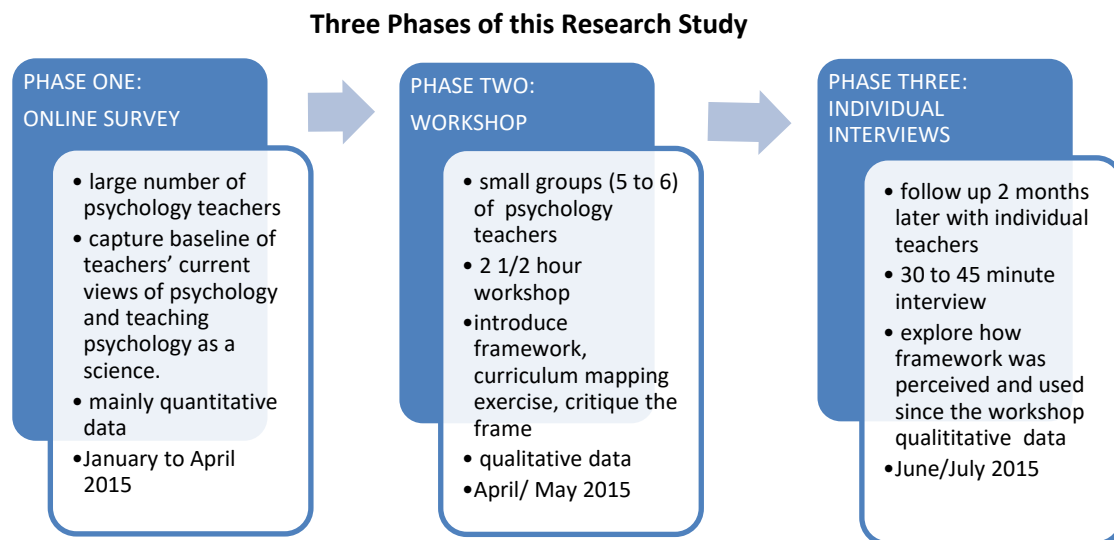 Three Phases of this Research Study
PHASE ONE:
ONLINE SURVEY
• large number of
psychology teachers
• capture baseline of
teachers’ current
views of psychology
and teaching
psychology as a
science.
• mainly quantitative
data
•January to April
2015
PHASE TWO:
WORKSHOP
• small groups (5 to 6)
of psychology
teachers
• 2 1/2 hour
workshop
•introduce
framework,
curriculum mapping
exercise, critique the
frame
• qualitative data
•April/ May 2015
PHASE THREE:
INDIVIDUAL
INTERVIEWS
• follow up 2 months
later with individual
teachers
• 30 to 45 minute
interview
• explore how
framework was
perceived and used
since the workshop
qualititative data
•June/July 2015